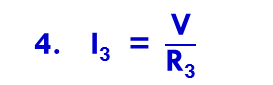 4. I₃ = V/R₃